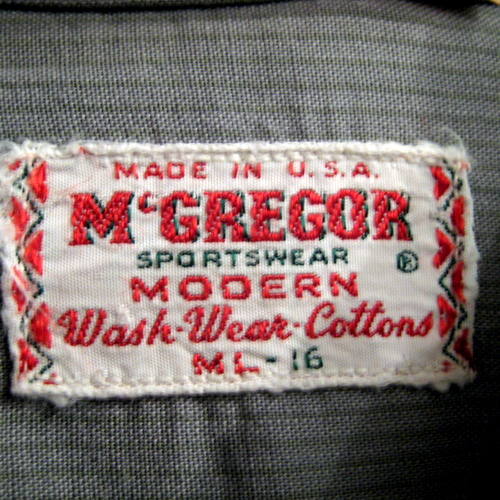 MADE IN U.S.A.
McGREGOR
SPORTSWEAR ®
MODERN
Wash-Wear-Cottons
ML-16